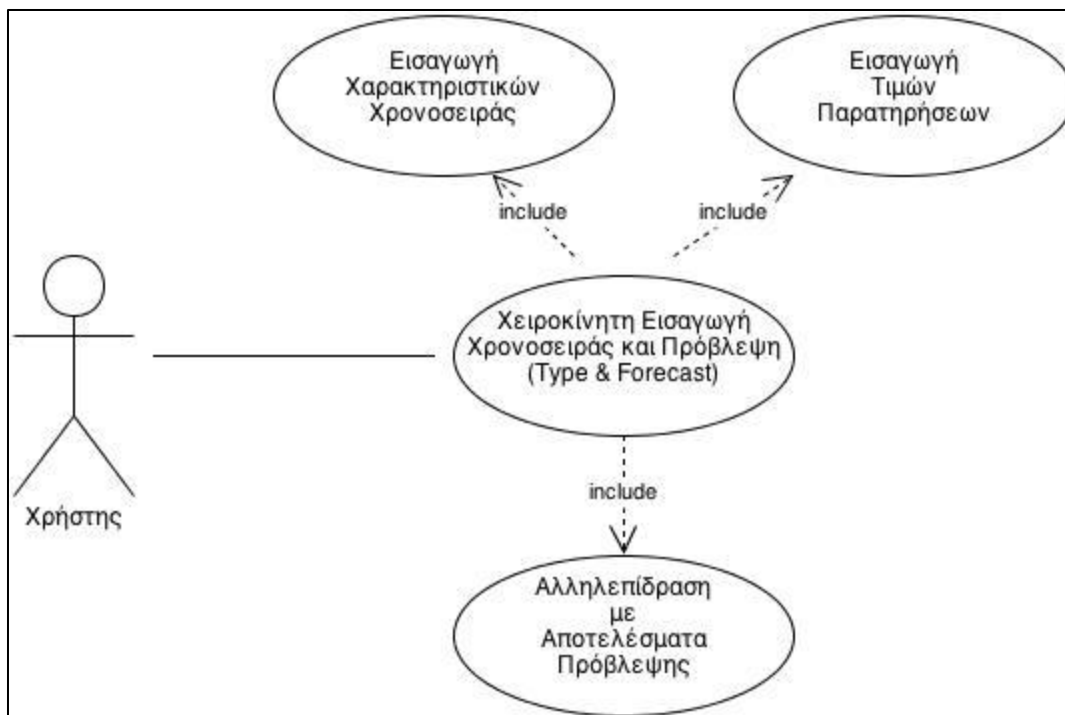 Εισαγωγή
Χαρακτηριστικών
Χρονοσειράς
Εισαγωγή
Τιμών
Παρατηρήσεων
include
include
Χειροκίνητη Εισαγωγή
Χρονοσειράς και Πρόβλεψη
(Type & Forecast)
Χρήστης
include
Αλληλεπίδραση
με
Αποτελέσματα
Πρόβλεψης